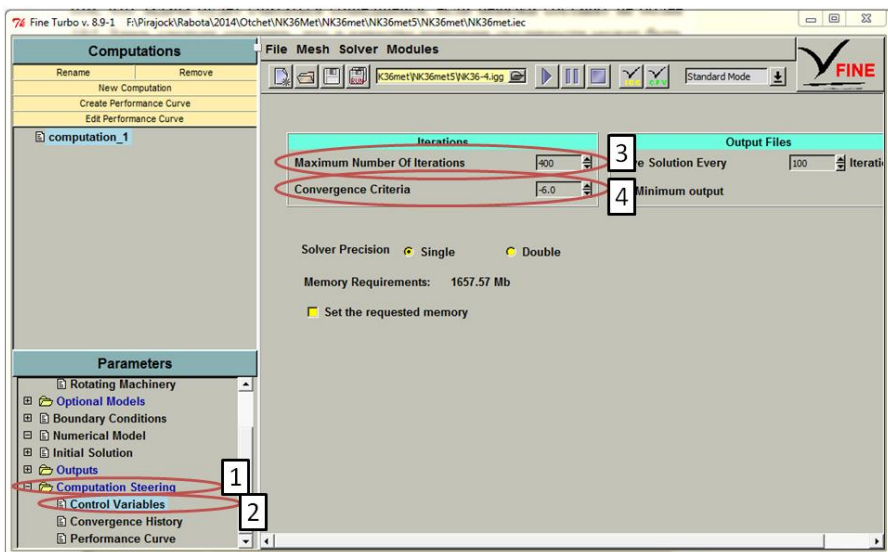 Fine Turbo v. 8.9-1 F:\Pirajock\Rabota\2014\Otchet\NK36Met\NK36met\NK36met5\NK36met\NK36met.iec
Computations
Rename Remove
New Computation
Create Performance Curve
Edit Performance Curve
computation_1
File Mesh Solver Modules
K36met\NK36met5\NK36-4.igg
Standard Mode
FINE
Iterations
Maximum Number Of Iterations 400
3
Convergence Criteria -6.0
4
Output Files
Solution Every 100 Iterati
Minimum output
Solver Precision Single Double
Memory Requirements: 1657.57 Mb
Set the requested memory
Parameters
Rotating Machinery
Optional Models
Boundary Conditions
Numerical Model
Initial Solution
Outputs
Computation Steering
1
Control Variables
2
Convergence History
Performance Curve